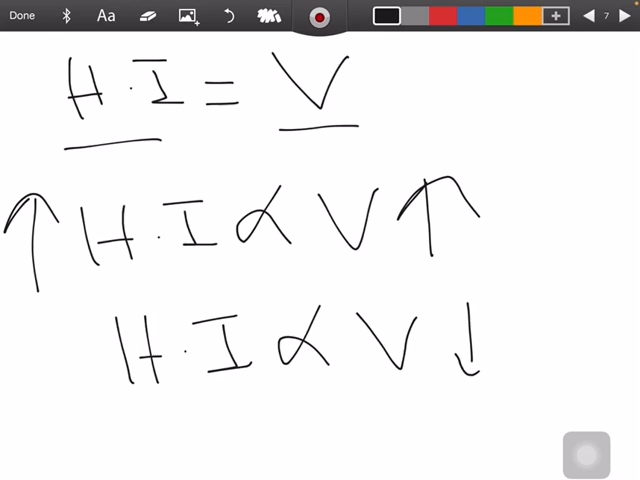 Done Aa 7
H · I = V
↑ H · I ∝ V ↑
H · I ∝ V ↓